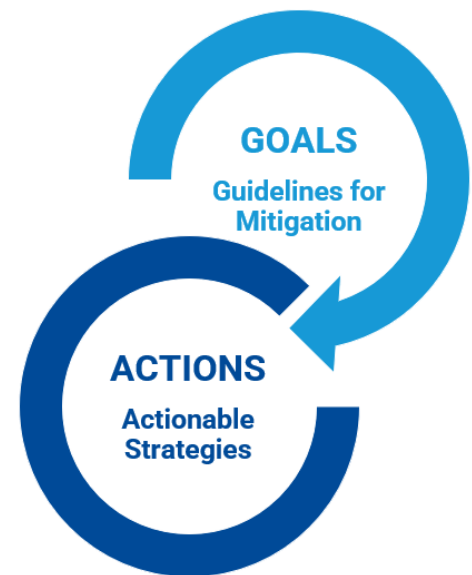 GOALS
Guidelines for
Mitigation
ACTIONS
Actionable
Strategies